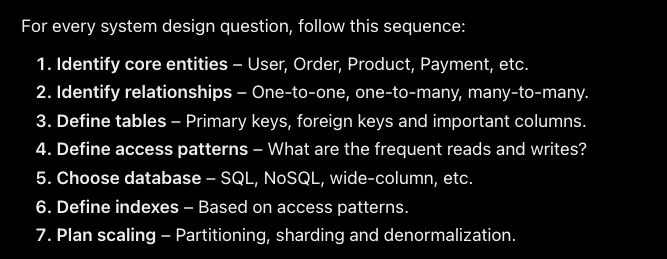 For every system design question, follow this sequence:
1. Identify core entities – User, Order, Product, Payment, etc.
2. Identify relationships – One-to-one, one-to-many, many-to-many.
3. Define tables – Primary keys, foreign keys and important columns.
4. Define access patterns – What are the frequent reads and writes?
5. Choose database – SQL, NoSQL, wide-column, etc.
6. Define indexes – Based on access patterns.
7. Plan scaling – Partitioning, sharding and denormalization.